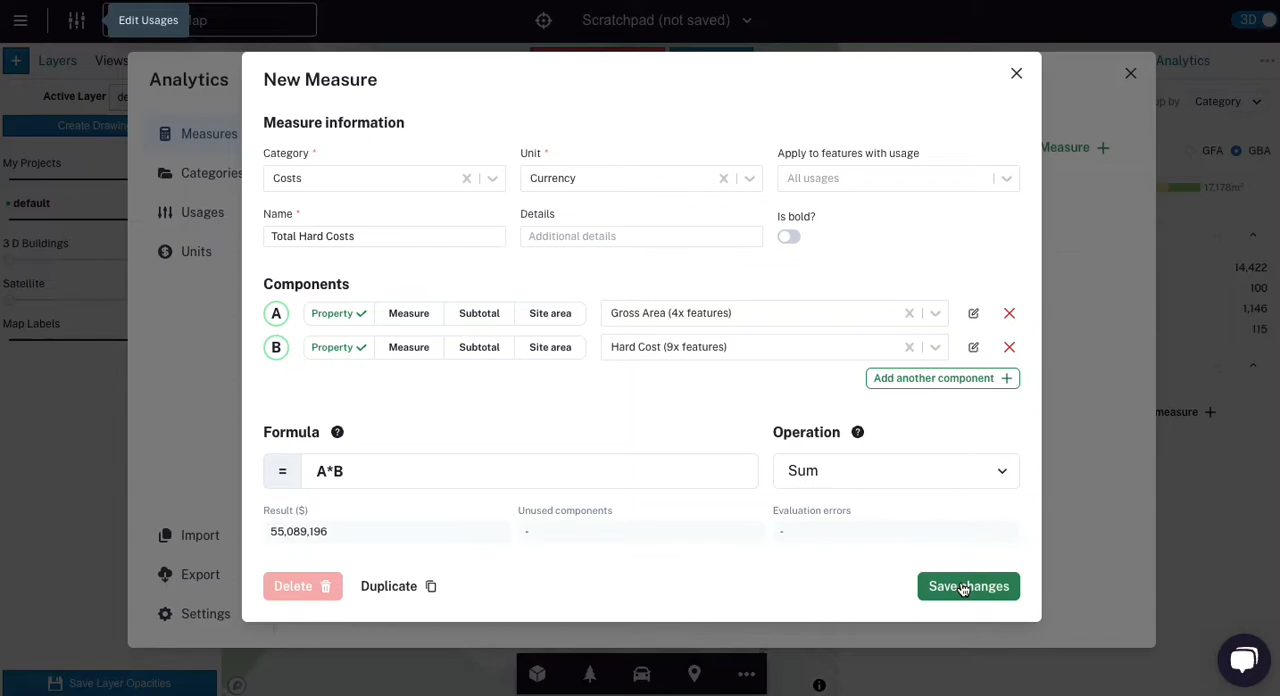 Edit Usages
Scratchpad (not saved)
3D
Layers
Views
Analytics
Active Layer
Create Drawin
My Projects
default
3 D Buildings
Satellite
Map Labels
Save Layer Opacities
Analytics
Measures
Categories
Usages
Units
Import
Export
Settings
Category
GFA
GBA
17,178m²
14,422
100
1,146
115
Measure +
measure +
New Measure
Measure information
Category * Unit * Apply to features with usage
Costs Currency All usages
Name * Details Is bold?
Total Hard Costs Additional details
Components
A Property Measure Subtotal Site area Gross Area (4x features)
B Property Measure Subtotal Site area Hard Cost (9x features)
Add another component +
Formula ? Operation ?
= A*B Sum
Result ($) Unused components Evaluation errors
55,089,196 - -
Delete Duplicate Save changes